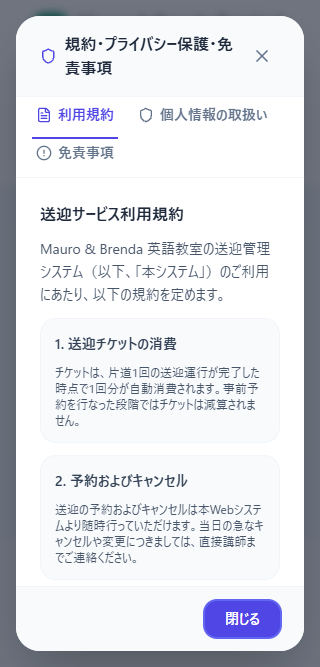 規約・プライバシー保護・免
責事項
利用規約
個人情報の取扱い
免責事項
送迎サービス利用規約
Mauro & Brenda 英語教室の送迎管理
システム（以下、「本システム」）のご利用
にあたり、以下の規約を定めます。
1. 送迎チケットの消費
チケットは、片道1回の送迎運行が完了した
時点で1回分が自動消費されます。事前予
約を行なった段階ではチケットは減算されま
せん。
2. 予約およびキャンセル
送迎の予約およびキャンセルは本Webシステ
ムより随時行っていただけます。当日の急なキ
ャンセルや変更につきましては、直接講師ま
でご連絡ください。
閉じる